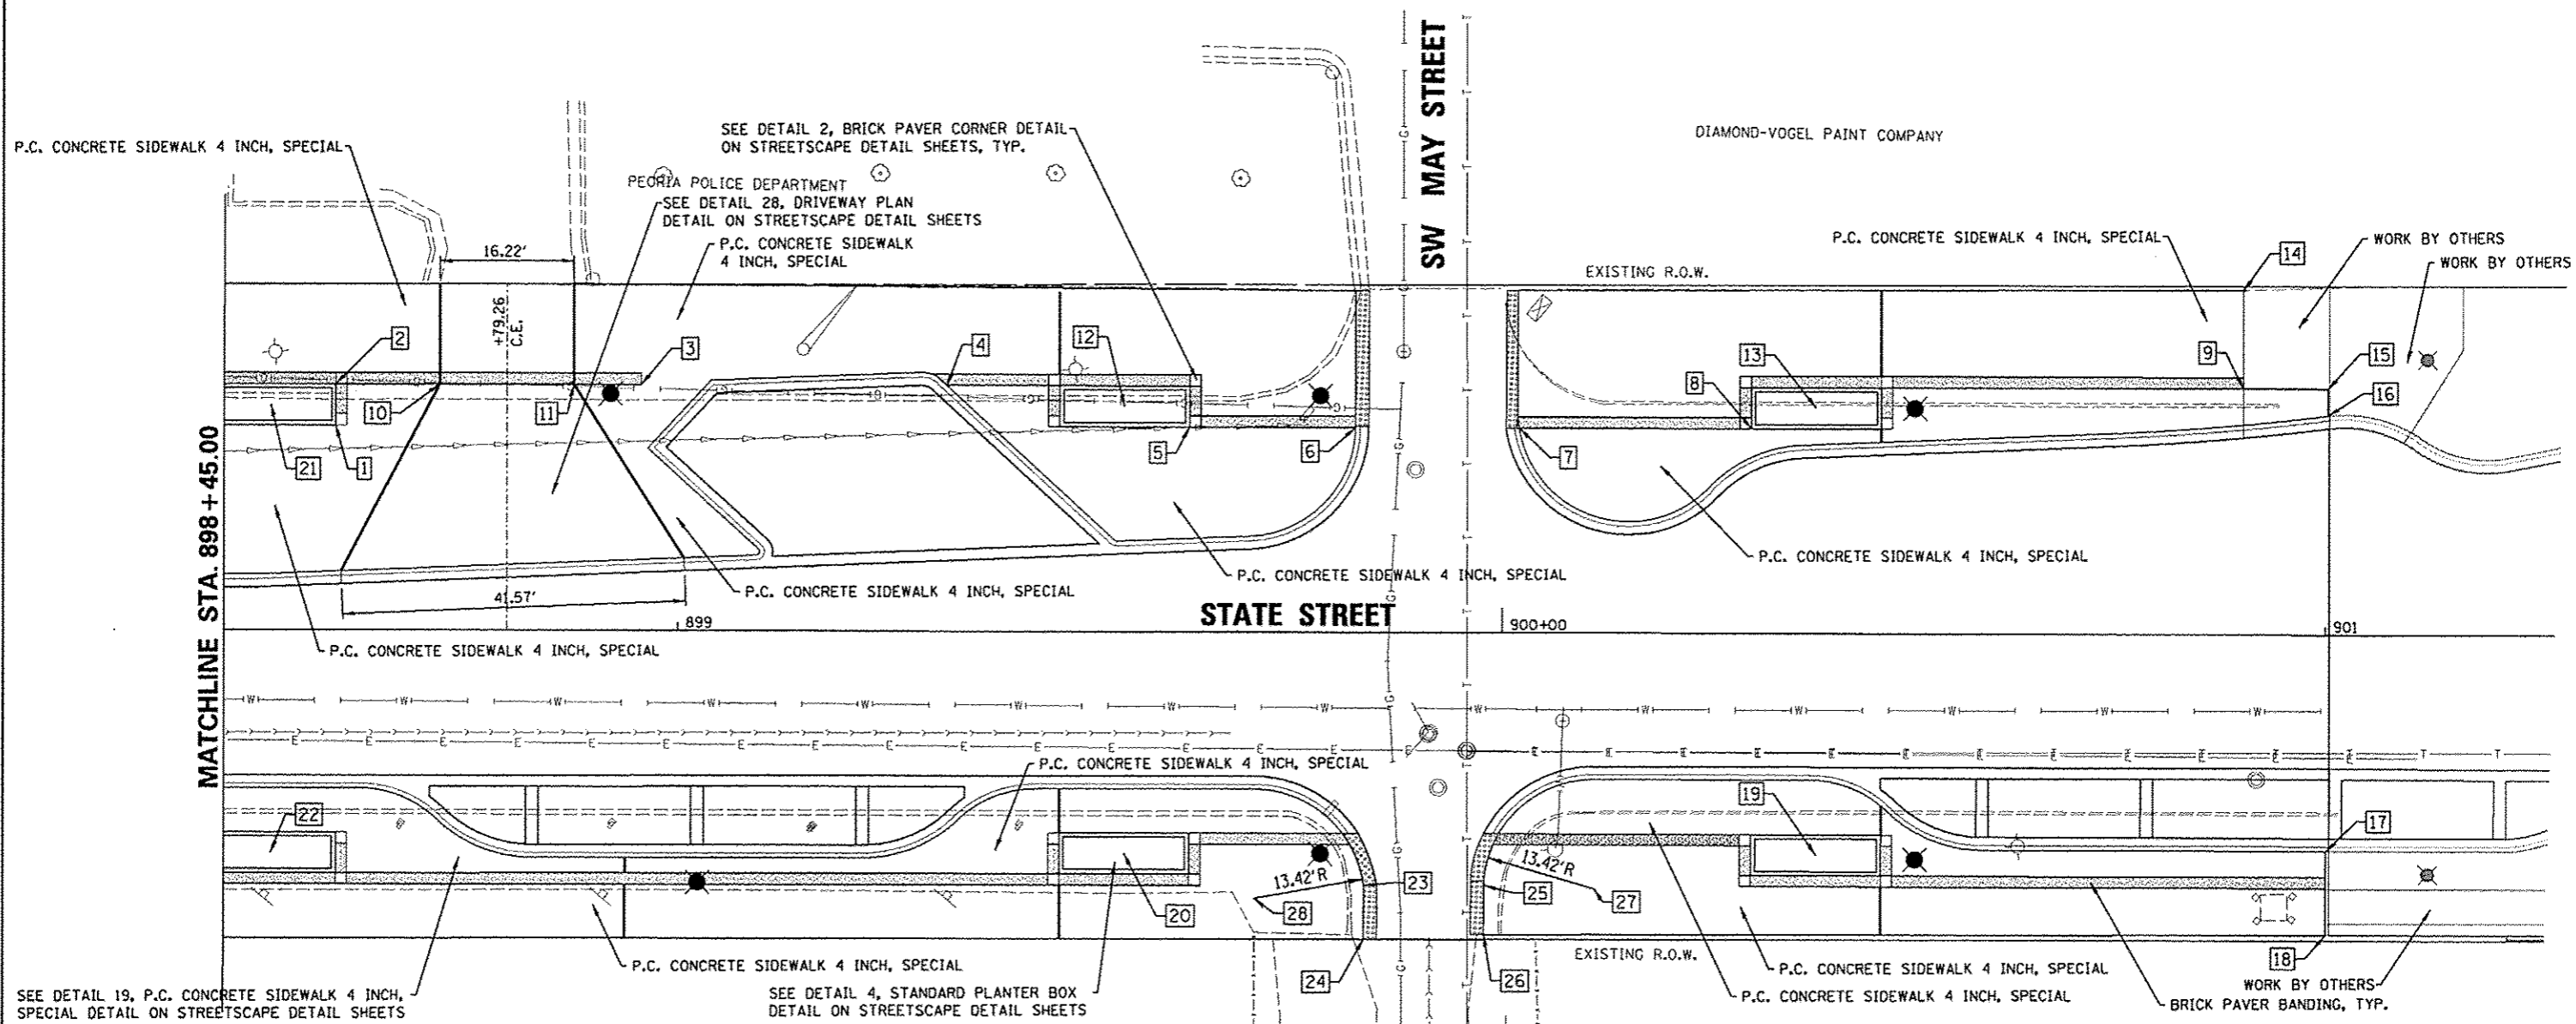 SW MAY STREET
DIAMOND-VOGEL PAINT COMPANY
SEE DETAIL 2, BRICK PAVER CORNER DETAIL
ON STREETSCAPE DETAIL SHEETS, TYP.
P.C. CONCRETE SIDEWALK 4 INCH, SPECIAL
PEORIA POLICE DEPARTMENT
SEE DETAIL 28, DRIVEWAY PLAN
DETAIL ON STREETSCAPE DETAIL SHEETS
P.C. CONCRETE SIDEWALK
4 INCH, SPECIAL
16.22'
P.C. CONCRETE SIDEWALK 4 INCH, SPECIAL
WORK BY OTHERS
WORK BY OTHERS
14
EXISTING R.O.W.
+79.26
C.E.
2
3
4
12
13
9
15
10
11
8
16
21
1
5
6
7
MATCHLINE STA. 898+45.00
P.C. CONCRETE SIDEWALK 4 INCH, SPECIAL
P.C. CONCRETE SIDEWALK 4 INCH, SPECIAL
P.C. CONCRETE SIDEWALK 4 INCH, SPECIAL
41.57'
STATE STREET
899
900+00
901
P.C. CONCRETE SIDEWALK 4 INCH, SPECIAL
P.C. CONCRETE SIDEWALK 4 INCH, SPECIAL
22
19
17
13.42'R
23
13.42'R
25
27
20
28
EXISTING R.O.W.
P.C. CONCRETE SIDEWALK 4 INCH, SPECIAL
24
26
P.C. CONCRETE SIDEWALK 4 INCH, SPECIAL
18
SEE DETAIL 19, P.C. CONCRETE SIDEWALK 4 INCH,
SPECIAL DETAIL ON STREETSCAPE DETAIL SHEETS
SEE DETAIL 4, STANDARD PLANTER BOX
DETAIL ON STREETSCAPE DETAIL SHEETS
P.C. CONCRETE SIDEWALK 4 INCH, SPECIAL
WORK BY OTHERS
BRICK PAVER BANDING, TYP.